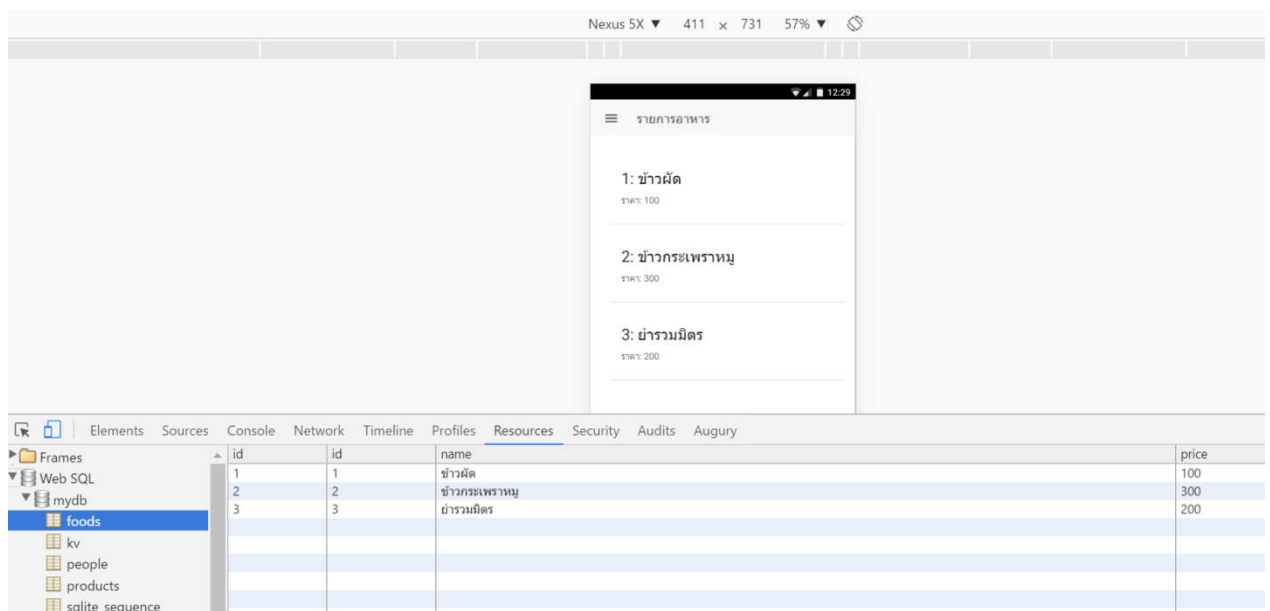 Nexus 5X ▼ 411 × 731 57% ▼
12:29
รายการอาหาร
1: ข้าวผัด
ราคา: 100
2: ข้าวกระเพราหมู
ราคา: 300
3: ยำรวมมิตร
ราคา: 200
Elements Sources Console Network Timeline Profiles Resources Security Audits Augury
Frames
Web SQL
mydb
foods
kv
people
products
sqlite_sequence
id id name price
1 1 ข้าวผัด 100
2 2 ข้าวกระเพราหมู 300
3 3 ยำรวมมิตร 200